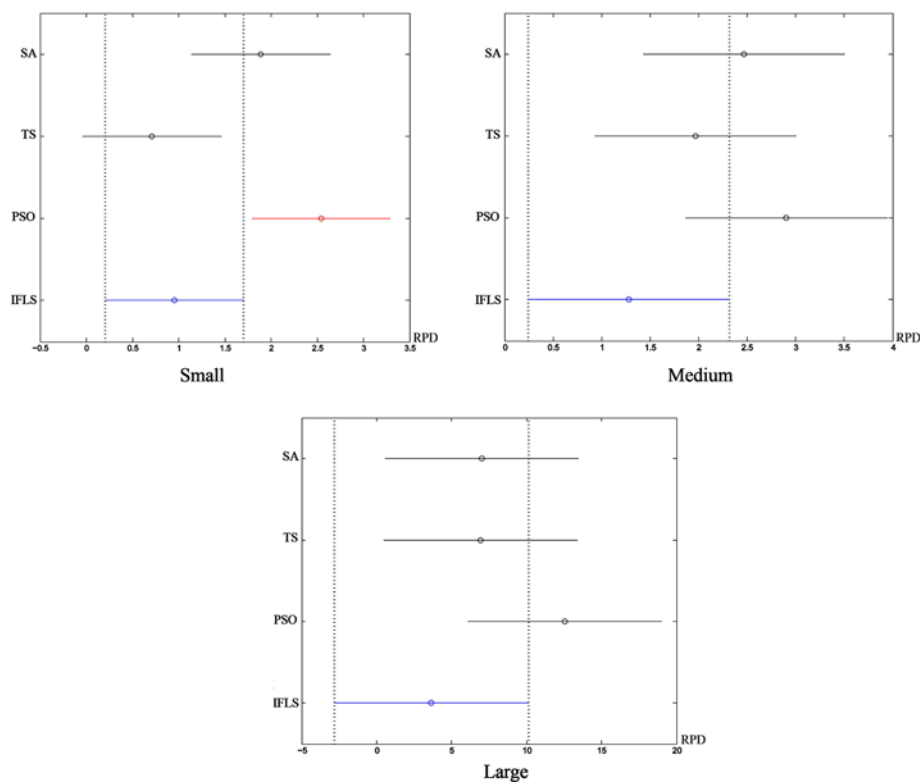 SA
TS
PSO
IFLS
−0.5 0 0.5 1 1.5 2 2.5 3 3.5
RPD
Small
SA
TS
PSO
IFLS
0 0.5 1 1.5 2 2.5 3 3.5 4
RPD
Medium
SA
TS
PSO
IFLS
−5 0 5 10 15 20
RPD
Large